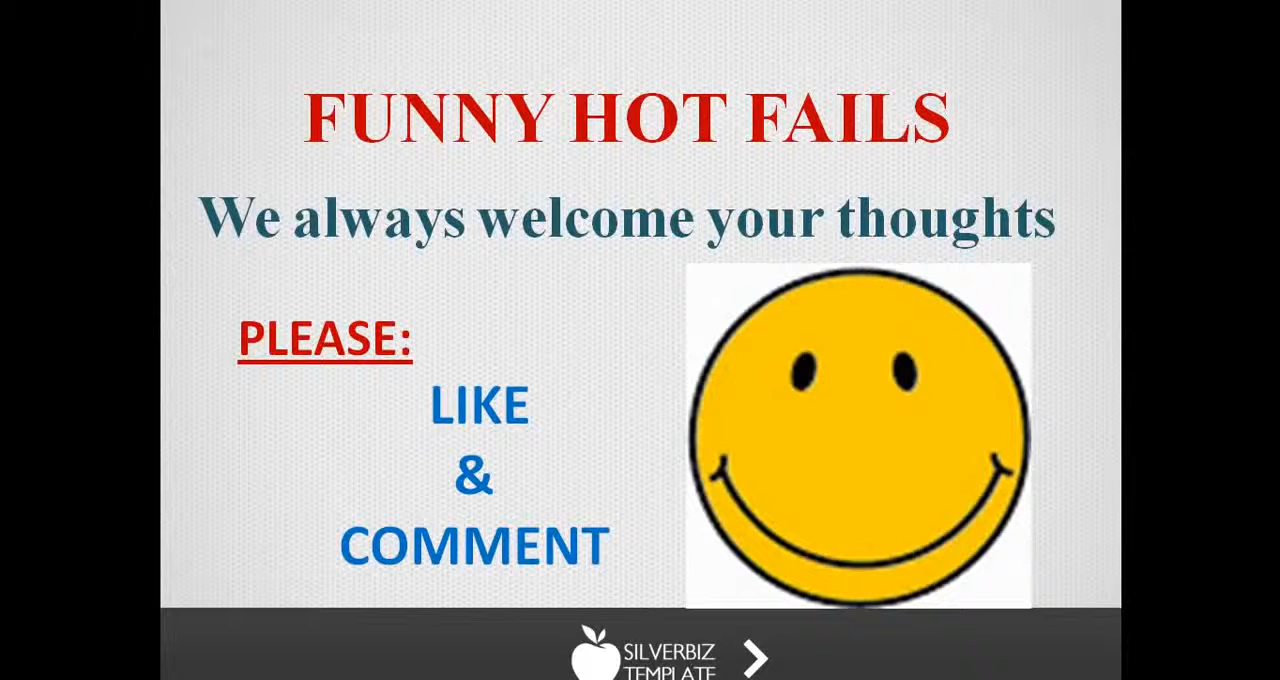 FUNNY HOT FAILS
We always welcome your thoughts
PLEASE:
LIKE
&
COMMENT
SILVERBIZ
TEMPLATE